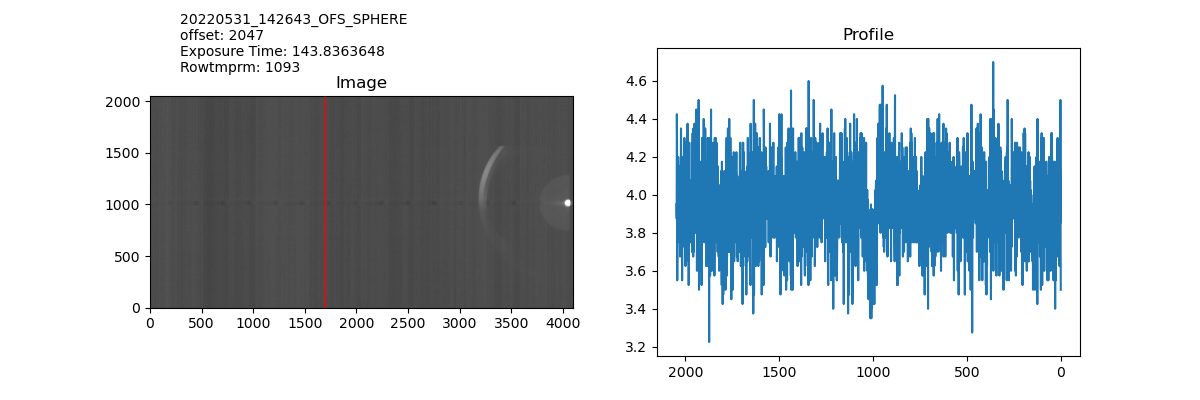 20220531_142643_OFS_SPHERE
offset: 2047
Exposure Time: 143.8363648
Rowtmprm: 1093
Image
2000
1500
1000
500
0
0 500 1000 1500 2000 2500 3000 3500 4000
Profile
4.6
4.4
4.2
4.0
3.8
3.6
3.4
3.2
2000 1500 1000 500 0